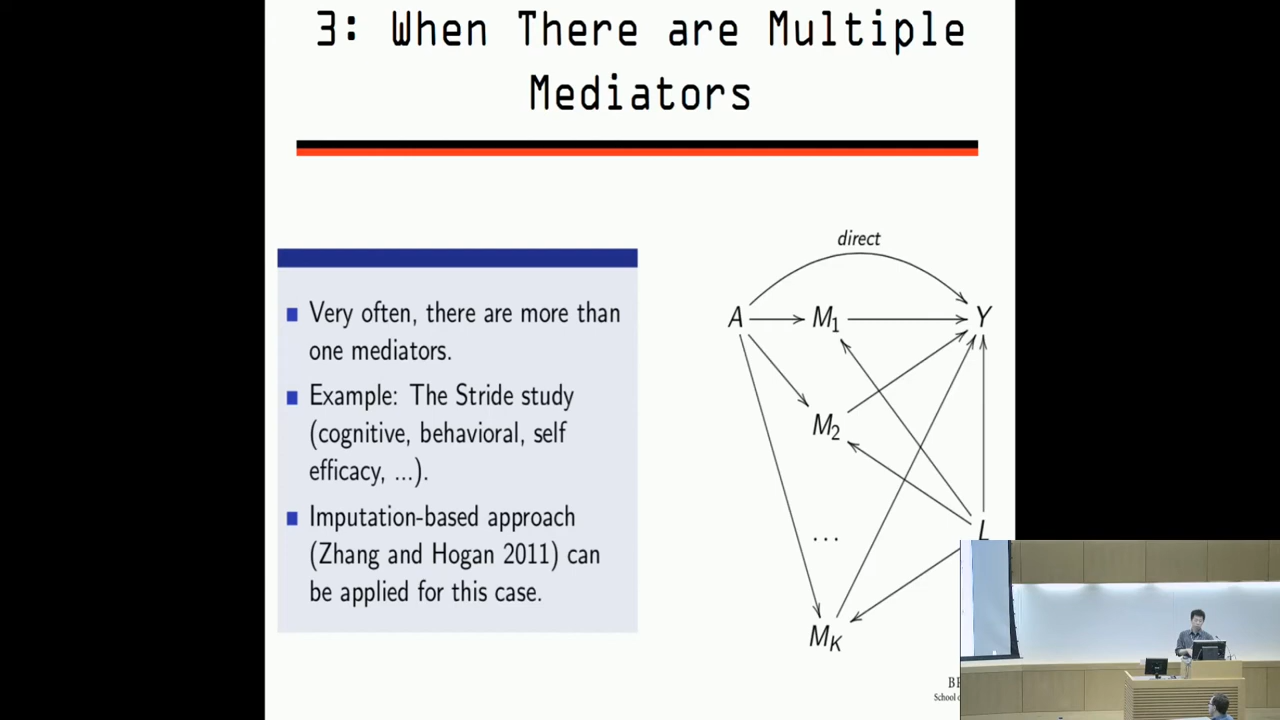 3: When There are Multiple
Mediators
Very often, there are more than
one mediators.
Example: The Stride study
(cognitive, behavioral, self
efficacy, ...).
Imputation-based approach
(Zhang and Hogan 2011) can
be applied for this case.
direct
A
M1
Y
M2
L
...
MK
School